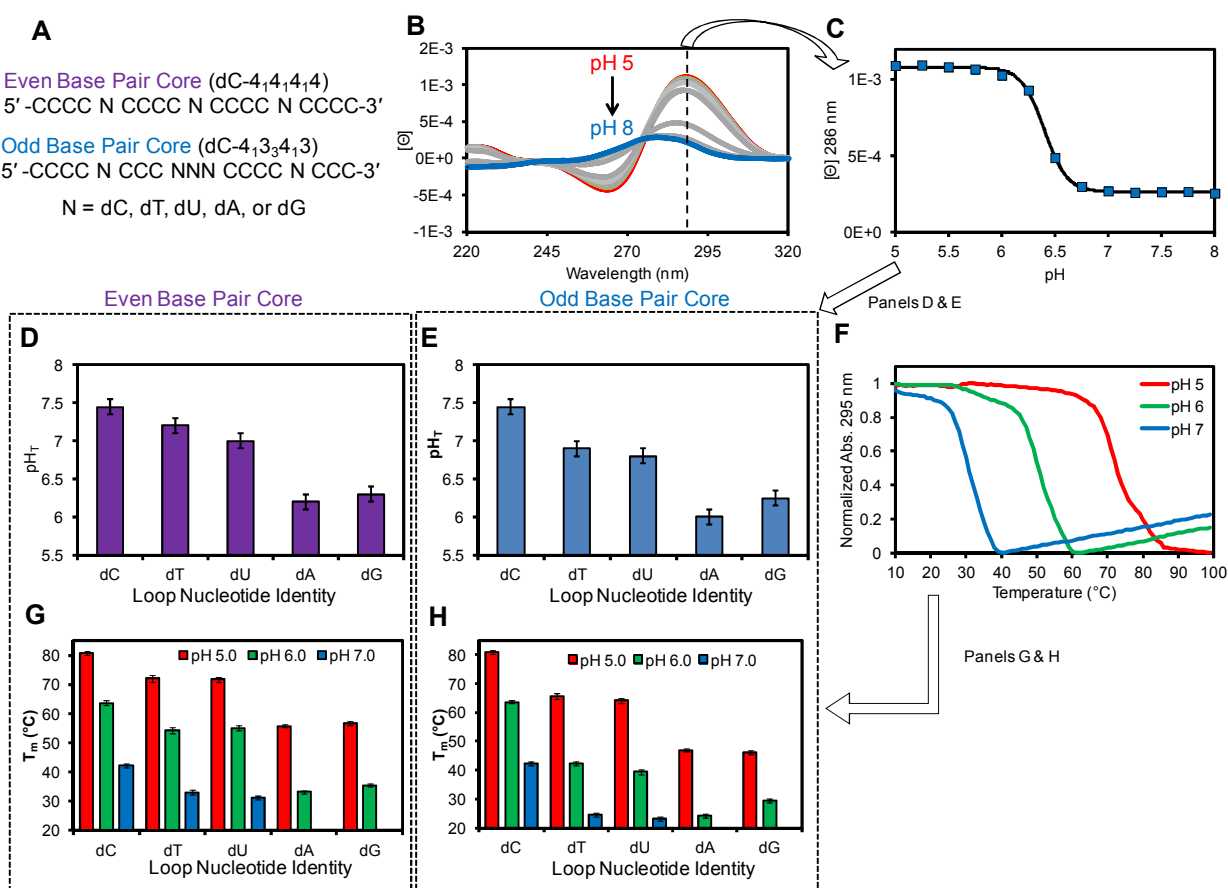 A
Even Base Pair Core (dC-4₁4₁4₁4)
5′ -CCCC N CCCC N CCCC N CCCC-3′
Odd Base Pair Core (dC-4₁3₃4₁3)
5′ -CCCC N CCC NNN CCCC N CCC-3′
N = dC, dT, dU, dA, or dG
B
2E-3
1E-3
5E-4
0E+0
-5E-4
-1E-3
[Θ]
pH 5
pH 8
220 245 270 295 320
Wavelength (nm)
C
1E-3
5E-4
0E+0
[Θ] 286 nm
5 5.5 6 6.5 7 7.5 8
pH
Panels D & E
Even Base Pair Core
Odd Base Pair Core
D
8
7.5
7
6.5
6
5.5
pH_T
dC dT dU dA dG
Loop Nucleotide Identity
E
8
7.5
7
6.5
6
5.5
pH_T
dC dT dU dA dG
Loop Nucleotide Identity
F
1
0.8
0.6
0.4
0.2
0
Normalized Abs. 295 nm
pH 5
pH 6
pH 7
10 20 30 40 50 60 70 80 90 100
Temperature (°C)
Panels G & H
G
80
70
60
50
40
30
20
T_m (°C)
pH 5.0 pH 6.0 pH 7.0
dC dT dU dA dG
Loop Nucleotide Identity
H
80
70
60
50
40
30
20
T_m (°C)
pH 5.0 pH 6.0 pH 7.0
dC dT dU dA dG
Loop Nucleotide Identity